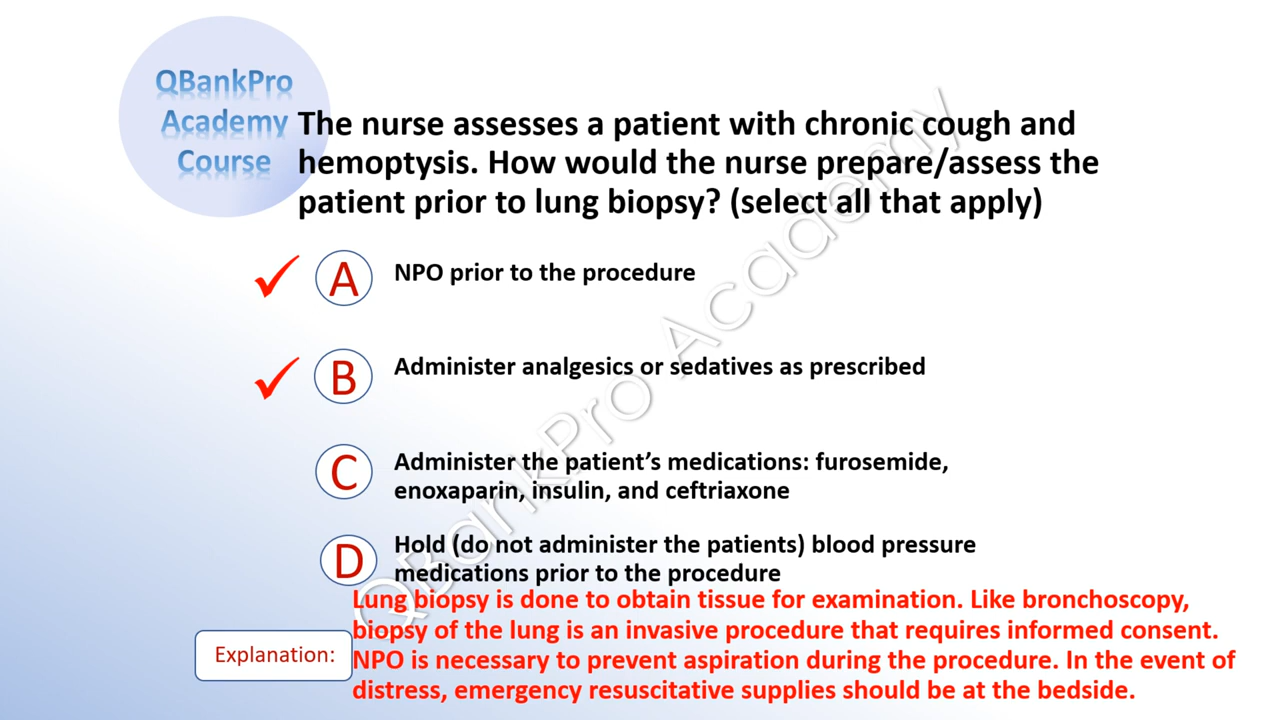 QBankPro
Academy
Course
The nurse assesses a patient with chronic cough and
hemoptysis. How would the nurse prepare/assess the
patient prior to lung biopsy? (select all that apply)
A
NPO prior to the procedure
B
Administer analgesics or sedatives as prescribed
C
Administer the patient’s medications: furosemide,
enoxaparin, insulin, and ceftriaxone
D
Hold (do not administer the patients) blood pressure
medications prior to the procedure
Explanation:
Lung biopsy is done to obtain tissue for examination. Like bronchoscopy,
biopsy of the lung is an invasive procedure that requires informed consent.
NPO is necessary to prevent aspiration during the procedure. In the event of
distress, emergency resuscitative supplies should be at the bedside.
QBankPro Academy